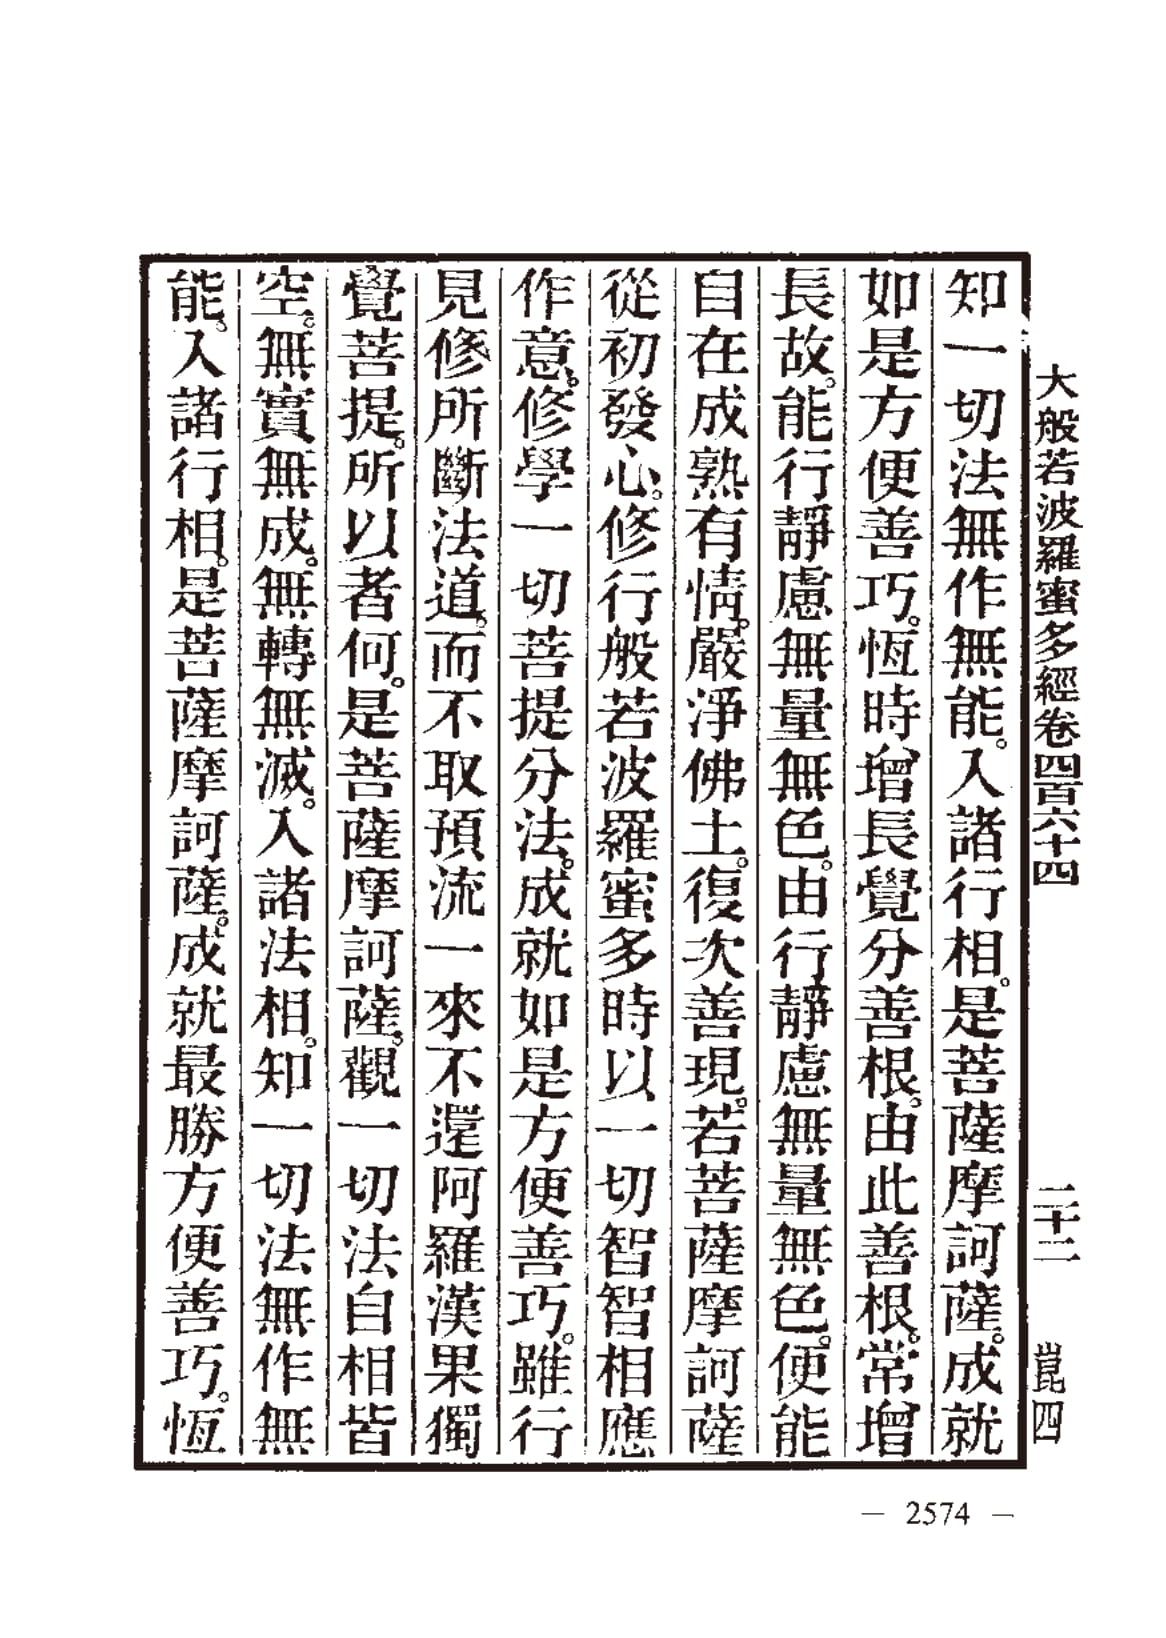 大般若波羅蜜多經卷四百六十四 二十二 崑四
知一切法無作無能。入諸行相。是菩薩摩訶薩。成就
如是方便善巧。恆時增長覺分善根。由此善根。常增
長故。能行靜慮無量無色。由行靜慮無量無色。便能
自在成熟有情。嚴淨佛土。復次善現。若菩薩摩訶薩
從初發心。修行般若波羅蜜多時以一切智智相應
作意。修學一切菩提分法。成就如是方便善巧。雖行
見修所斷法道。而不取預流一來不還阿羅漢果獨
覺菩提。所以者何。是菩薩摩訶薩。觀一切法自相皆
空。無實無成。無轉無滅。入諸法相。知一切法無作無
能。入諸行相。是菩薩摩訶薩。成就最勝方便善巧。恆
— 2574 —